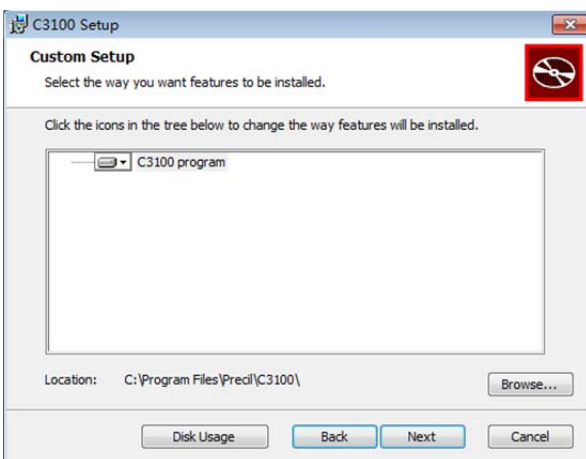 C3100 Setup
Custom Setup
Select the way you want features to be installed.
Click the icons in the tree below to change the way features will be installed.
C3100 program
Location: C:\Program Files\Precil\C3100\
Browse...
Disk Usage Back Next Cancel